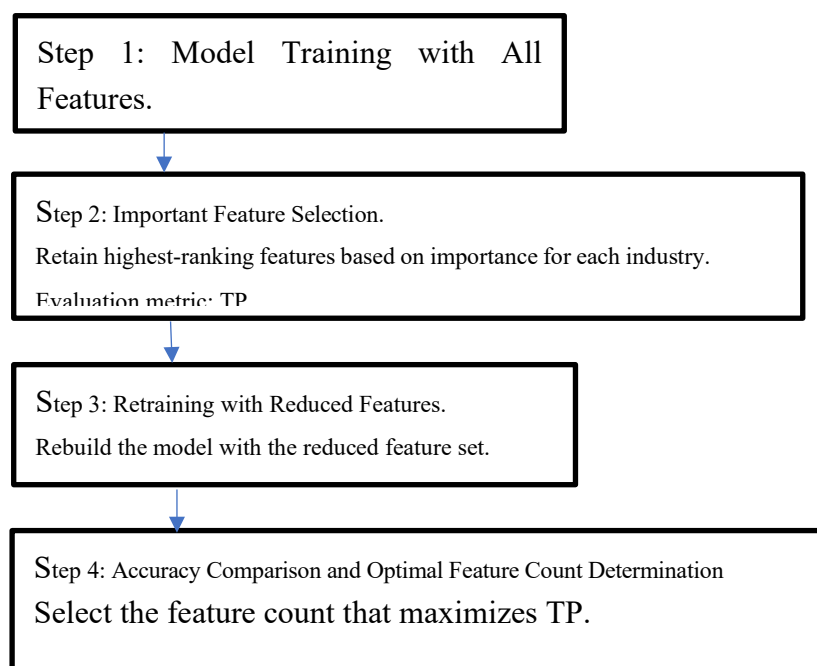 Step 1: Model Training with All
Features.
Step 2: Important Feature Selection.
Retain highest-ranking features based on importance for each industry.
Evaluation metric: TP
Step 3: Retraining with Reduced Features.
Rebuild the model with the reduced feature set.
Step 4: Accuracy Comparison and Optimal Feature Count Determination
Select the feature count that maximizes TP.